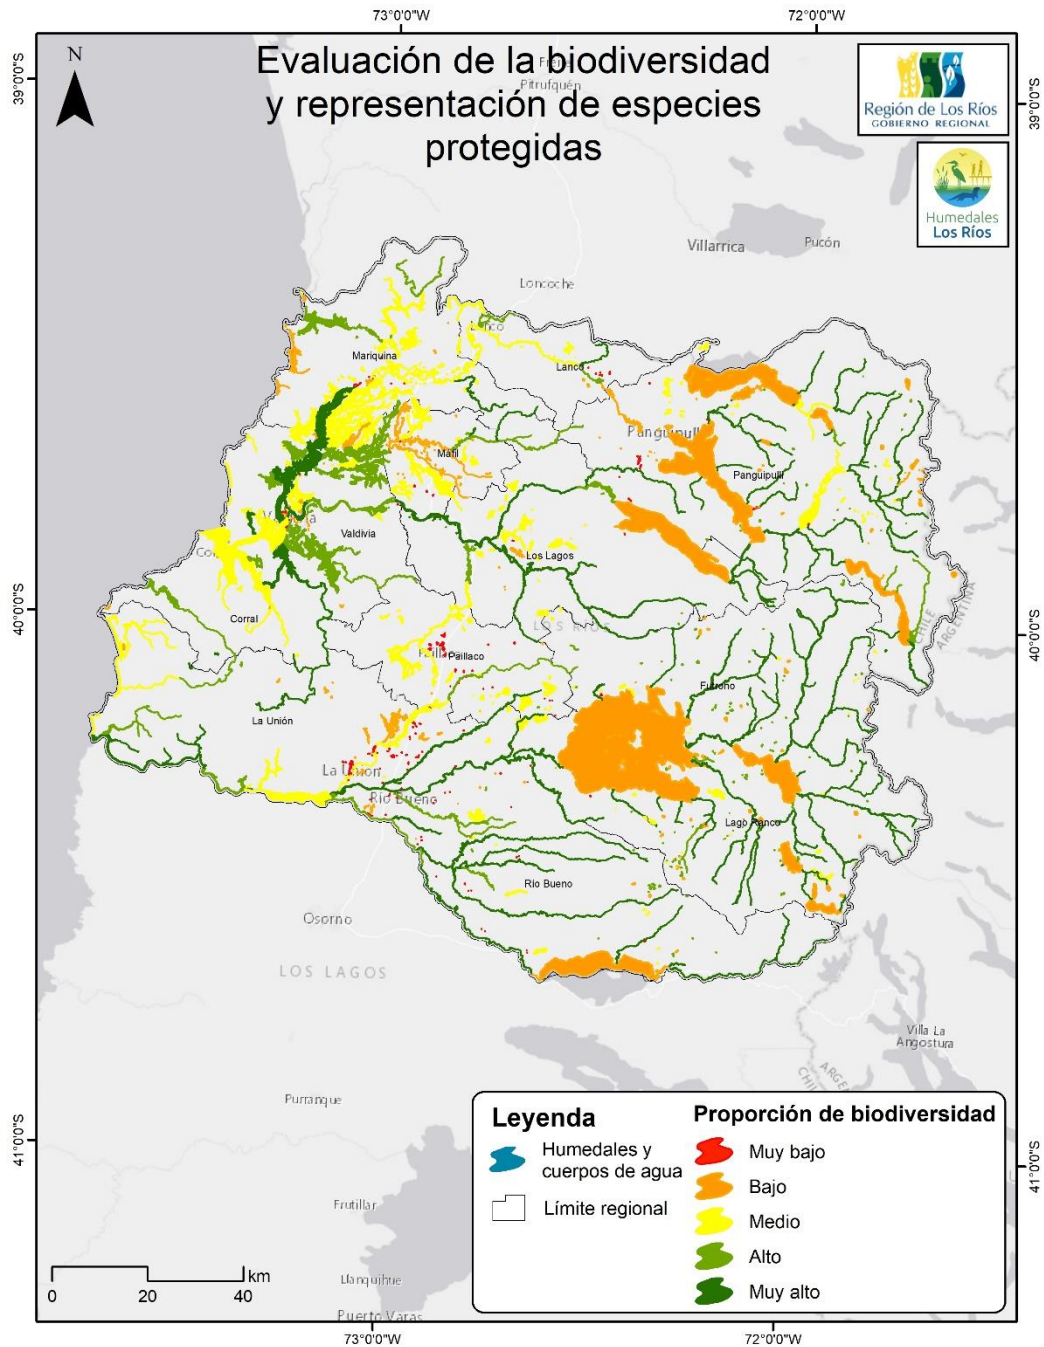 73°0'0"W
72°0'0"W
N
39°0'0"S
39°0'0"S
Evaluación de la biodiversidad
y representación de especies
protegidas
Pitrufquén
Región de Los Ríos
GOBIERNO REGIONAL
Humedales
Los Ríos
Villarrica
Pucón
Loncoche
Mariquina
Lanco
Panguipulli
Máfil
Panguipulli
Valdivia
Los Lagos
40°0'0"S
40°0'0"S
Corral
LOS RÍOS
CHILE
ARGENTINA
Paillaco
Futrono
La Unión
La Unión
Río Bueno
Lago Ranco
Río Bueno
Osorno
LOS LAGOS
Villa La
Angostura
Purranque
41°0'0"S
41°0'0"S
Frutillar
Llanquihue
Puerto Varas
Leyenda
Humedales y
cuerpos de agua
Límite regional
Proporción de biodiversidad
Muy bajo
Bajo
Medio
Alto
Muy alto
km
0
20
40
73°0'0"W
72°0'0"W